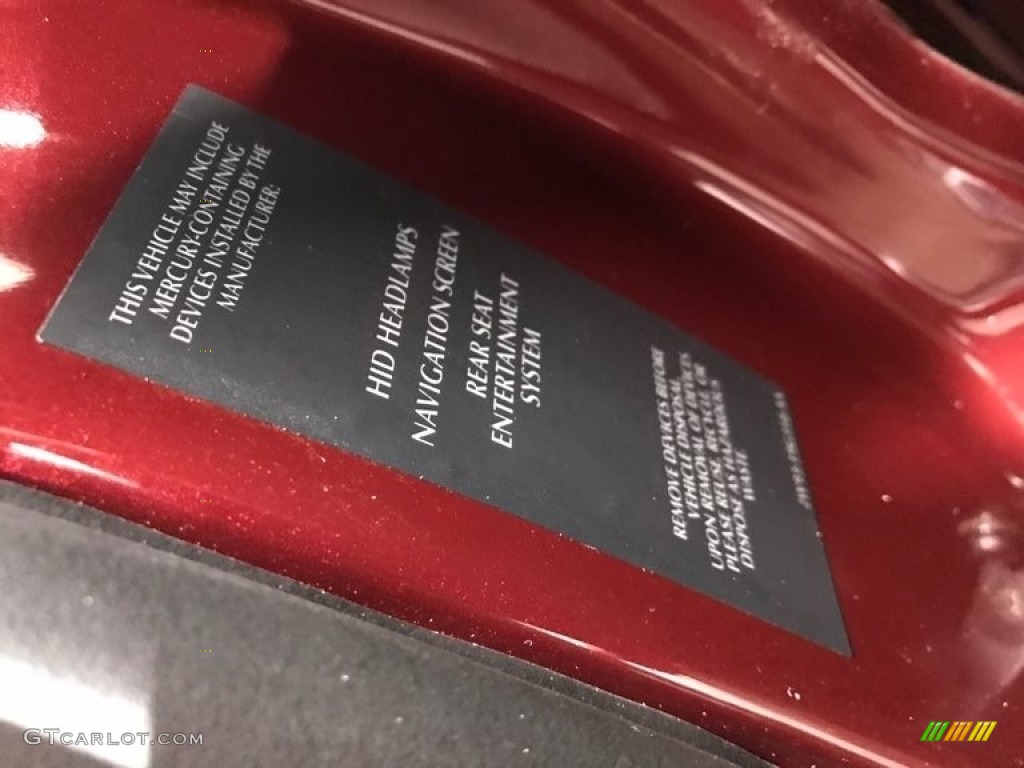 THIS VEHICLE MAY INCLUDE
MERCURY-CONTAINING
DEVICES INSTALLED BY THE
MANUFACTURER:
HID HEADLAMPS
NAVIGATION SCREEN
REAR SEAT
ENTERTAINMENT
SYSTEM
REMOVE DEVICES BEFORE
VEHICLE DISPOSAL.
UPON REMOVAL OF DEVICES
PLEASE REUSE, RECYCLE OR
DISPOSE AS HAZARDOUS
WASTE
GTCARLOT.COM